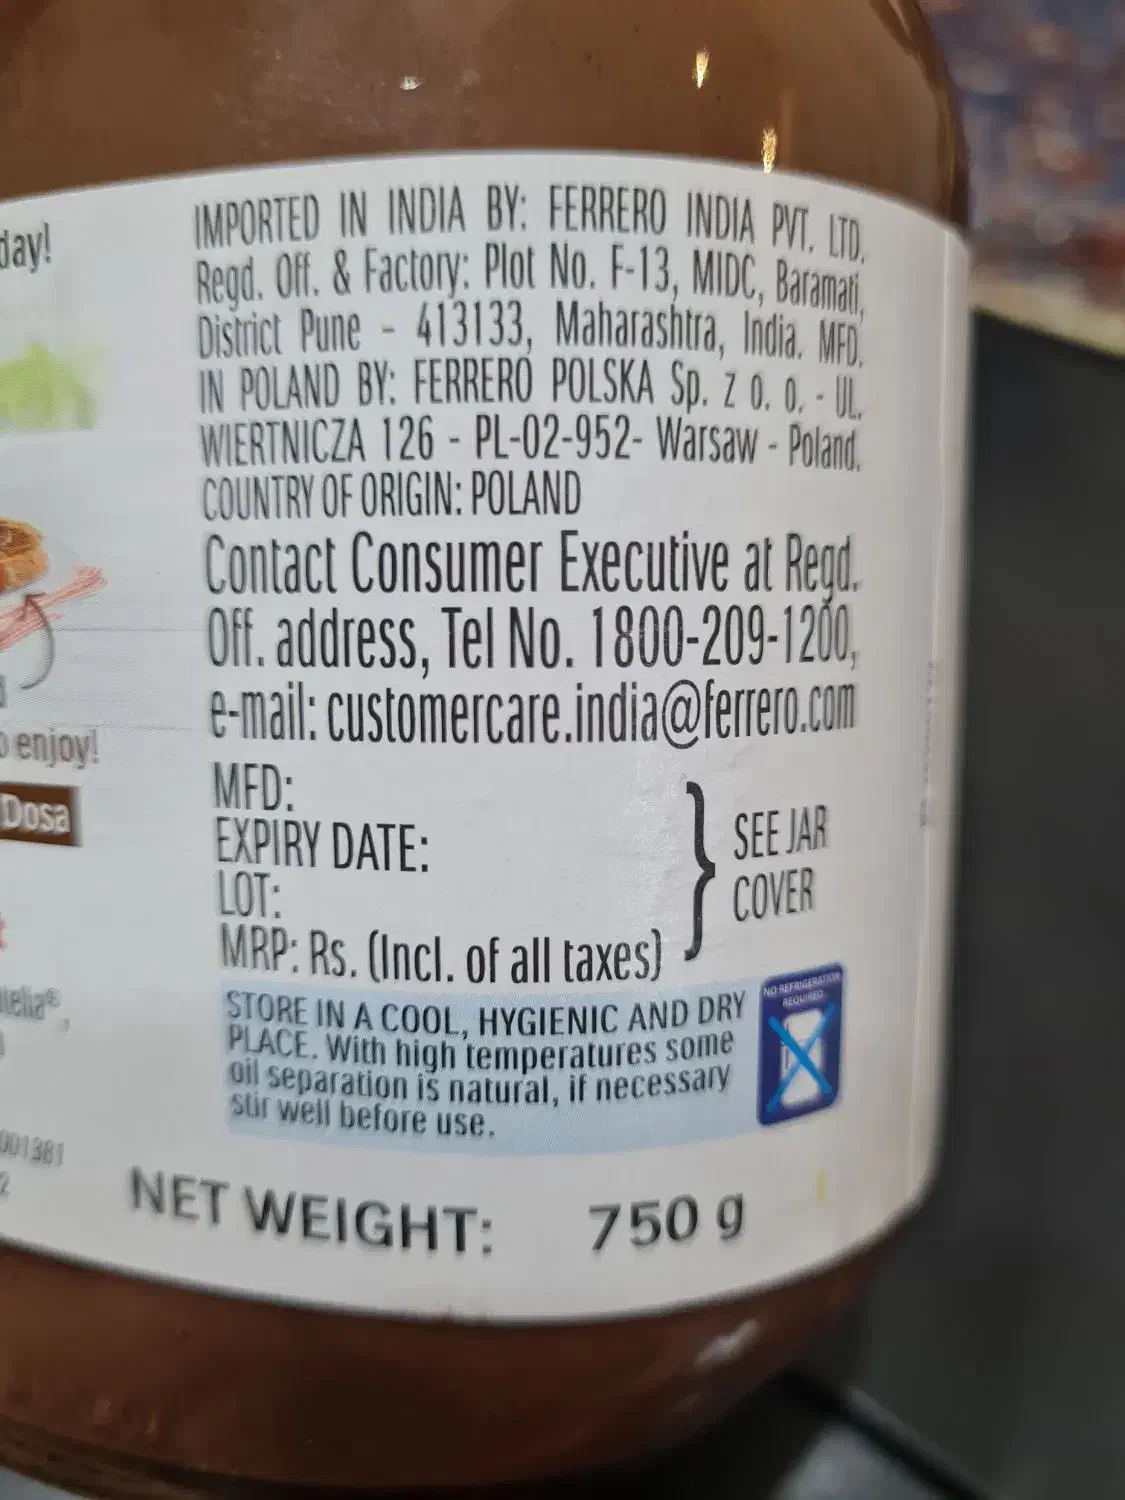 day!
enjoy!
Dosa
IMPORTED IN INDIA BY: FERRERO INDIA PVT. LTD.
Regd. Off. & Factory: Plot No. F-13, MIDC, Baramati,
District Pune - 413133, Maharashtra, India. MFD.
IN POLAND BY: FERRERO POLSKA Sp. Z o. o. - UL.
WIERTNICZA 126 - PL-02-952- Warsaw - Poland.
COUNTRY OF ORIGIN: POLAND
Contact Consumer Executive at Regd.
Off. address, Tel No. 1800-209-1200,
e-mail: customercare.india@ferrero.com
MFD:
EXPIRY DATE:
LOT:
MRP: Rs. (Incl. of all taxes)
SEE JAR
COVER
STORE IN A COOL, HYGIENIC AND DRY
PLACE. With high temperatures some
oil separation is natural, if necessary
stir well before use.
NO REFRIGERATION
REQUIRED
001381
NET WEIGHT: 750 g